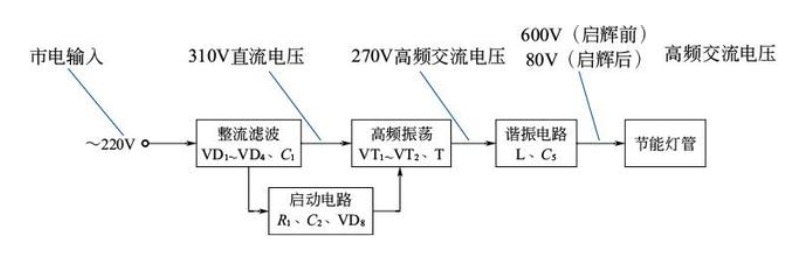 600V（启辉前）
市电输入
310V直流电压
270V高频交流电压
80V（启辉后）
高频交流电压
～220V
整流滤波
VD₁~VD₄、C₁
高频振荡
VT₁~VT₂、T
谐振电路
L、C₅
节能灯管
启动电路
R₁、C₂、VD₈